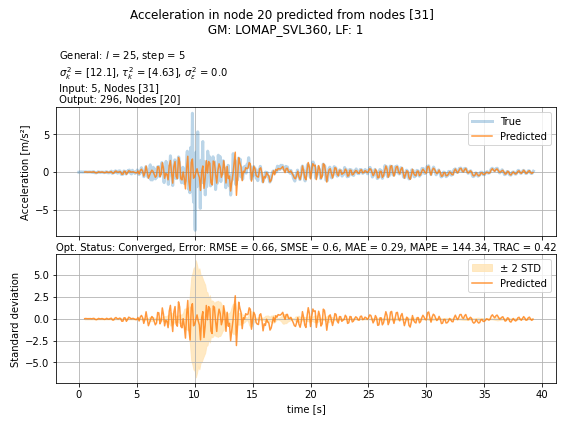 Acceleration in node 20 predicted from nodes [31]
GM: LOMAP_SVL360, LF: 1
General: l = 25, step = 5
σ²ₖ = [12.1], τ²ₖ = [4.63], σ²ε = 0.0
Input: 5, Nodes [31]
Output: 296, Nodes [20]
Acceleration [m/s²]
5
0
−5
True
Predicted
Opt. Status: Converged, Error: RMSE = 0.66, SMSE = 0.6, MAE = 0.29, MAPE = 144.34, TRAC = 0.42
Standard deviation
5.0
2.5
0.0
−2.5
−5.0
± 2 STD
Predicted
0 5 10 15 20 25 30 35 40
time [s]